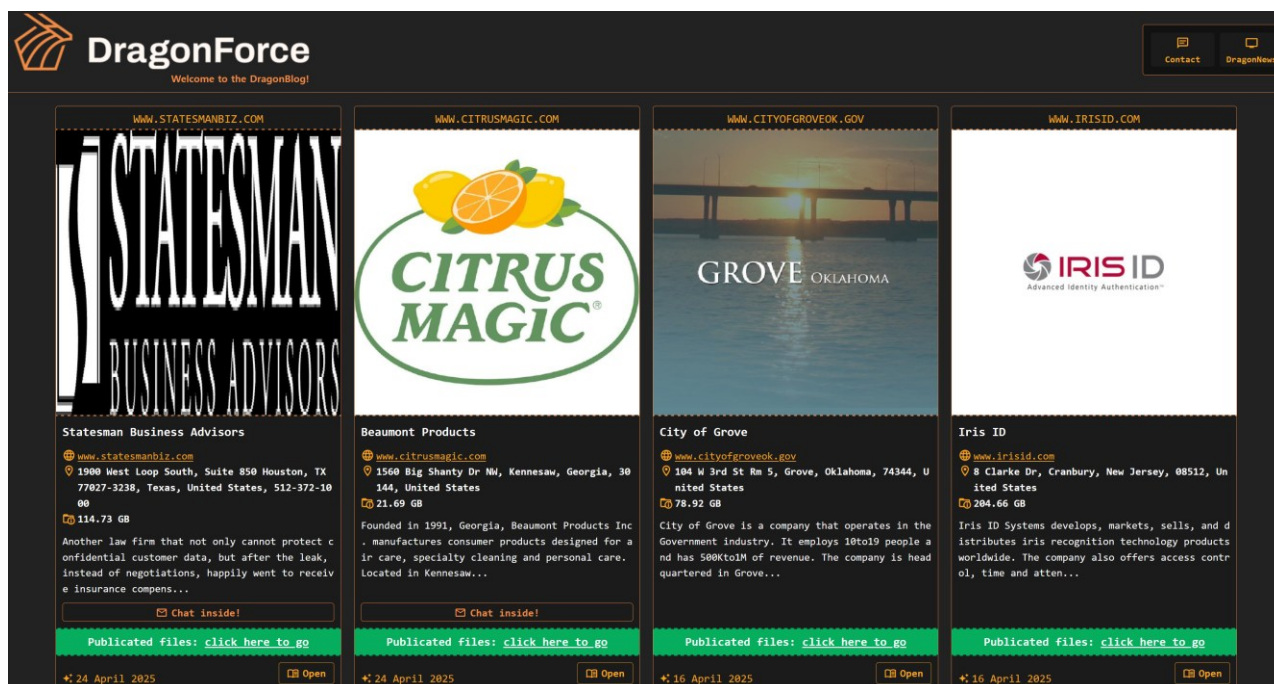 DragonForce
Welcome to the DragonBlog!
Contact
DragonNews
WWW.STATESMANBIZ.COM
STATESMAN
BUSINESS ADVISORS
Statesman Business Advisors
www.statesmanbiz.com
1900 West Loop South, Suite 850 Houston, TX
77027-3238, Texas, United States, 512-372-10
00
114.73 GB
Another law firm that not only cannot protect c
onfidential customer data, but after the leak,
instead of negotiations, happily went to receiv
e insurance compens...
Chat inside!
Publicated files: click here to go
24 April 2025
Open
WWW.CITRUSMAGIC.COM
CITRUS
MAGIC®
Beaumont Products
www.citrusmagic.com
1560 Big Shanty Dr NW, Kennesaw, Georgia, 30
144, United States
21.69 GB
Founded in 1991, Georgia, Beaumont Products Inc
. manufactures consumer products designed for a
ir care, specialty cleaning and personal care.
Located in Kennesaw...
Chat inside!
Publicated files: click here to go
24 April 2025
Open
WWW.CITYOFGROVEOK.GOV
GROVE OKLAHOMA
City of Grove
www.cityofgroveok.gov
104 W 3rd St Rm 5, Grove, Oklahoma, 74344, U
nited States
78.92 GB
City of Grove is a company that operates in the
Government industry. It employs 10to19 people a
nd has 500Kto1M of revenue. The company is head
quartered in Grove...
Publicated files: click here to go
16 April 2025
Open
WWW.IRISID.COM
IRIS ID
Advanced Identity Authentication™
Iris ID
www.irisid.com
8 Clarke Dr, Cranbury, New Jersey, 08512, Un
ited States
204.66 GB
Iris ID Systems develops, markets, sells, and d
istributes iris recognition technology products
worldwide. The company also offers access contr
ol, time and atten...
Publicated files: click here to go
16 April 2025
Open